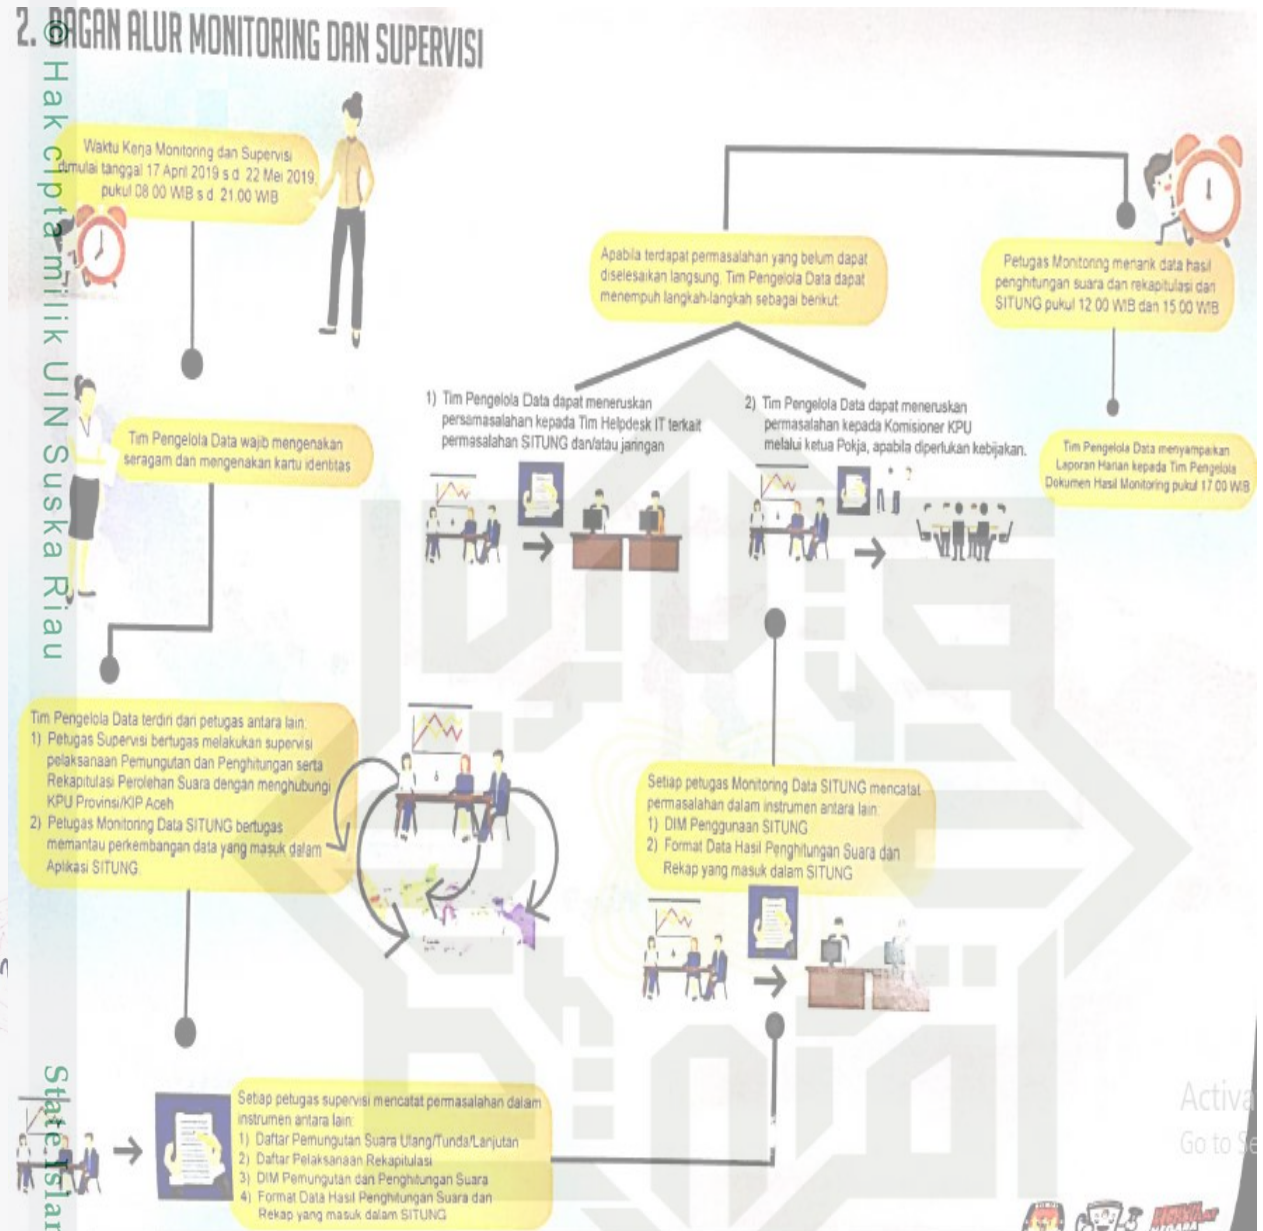 2. BAGAN ALUR MONITORING DAN SUPERVISI
© Hak cipta milik UIN Suska Riau
Waktu Kerja Monitoring dan Supervisi
dimulai tanggal 17 April 2019 s.d. 22 Mei 2019
pukul 08.00 WIB s.d. 21.00 WIB
Tim Pengelola Data wajib mengenakan
seragam dan mengenakan kartu identitas
Tim Pengelola Data terdiri dari petugas antara lain:
1) Petugas Supervisi bertugas melakukan supervisi
pelaksanaan Pemungutan dan Penghitungan serta
Rekapitulasi Perolehan Suara dengan menghubungi
KPU Provinsi/KIP Aceh
2) Petugas Monitoring Data SITUNG bertugas
memantau perkembangan data yang masuk dalam
Aplikasi SITUNG.
Setiap petugas supervisi mencatat permasalahan dalam
instrumen antara lain:
1) Daftar Pemungutan Suara Ulang/Tunda/Lanjutan
2) Daftar Pelaksanaan Rekapitulasi
3) DIM Pemungutan dan Penghitungan Suara
4) Format Data Hasil Penghitungan Suara dan
Rekap yang masuk dalam SITUNG
Setiap petugas Monitoring Data SITUNG mencatat
permasalahan dalam instrumen antara lain:
1) DIM Penggunaan SITUNG
2) Format Data Hasil Penghitungan Suara dan
Rekap yang masuk dalam SITUNG
Apabila terdapat permasalahan yang belum dapat
diselesaikan langsung, Tim Pengelola Data dapat
menempuh langkah-langkah sebagai berikut:
1) Tim Pengelola Data dapat meneruskan
persamasalahan kepada Tim Helpdesk IT terkait
permasalahan SITUNG dan/atau jaringan
2) Tim Pengelola Data dapat meneruskan
permasalahan kepada Komisioner KPU
melalui ketua Pokja, apabila diperlukan kebijakan.
Petugas Monitoring menarik data hasil
penghitungan suara dan rekapitulasi dari
SITUNG pukul 12.00 WIB dan 15.00 WIB
Tim Pengelola Data menyampaikan
Laporan Harian kepada Tim Pengelola
Dokumen Hasil Monitoring pukul 17.00 WIB
State Islam
Activa
Go to Se